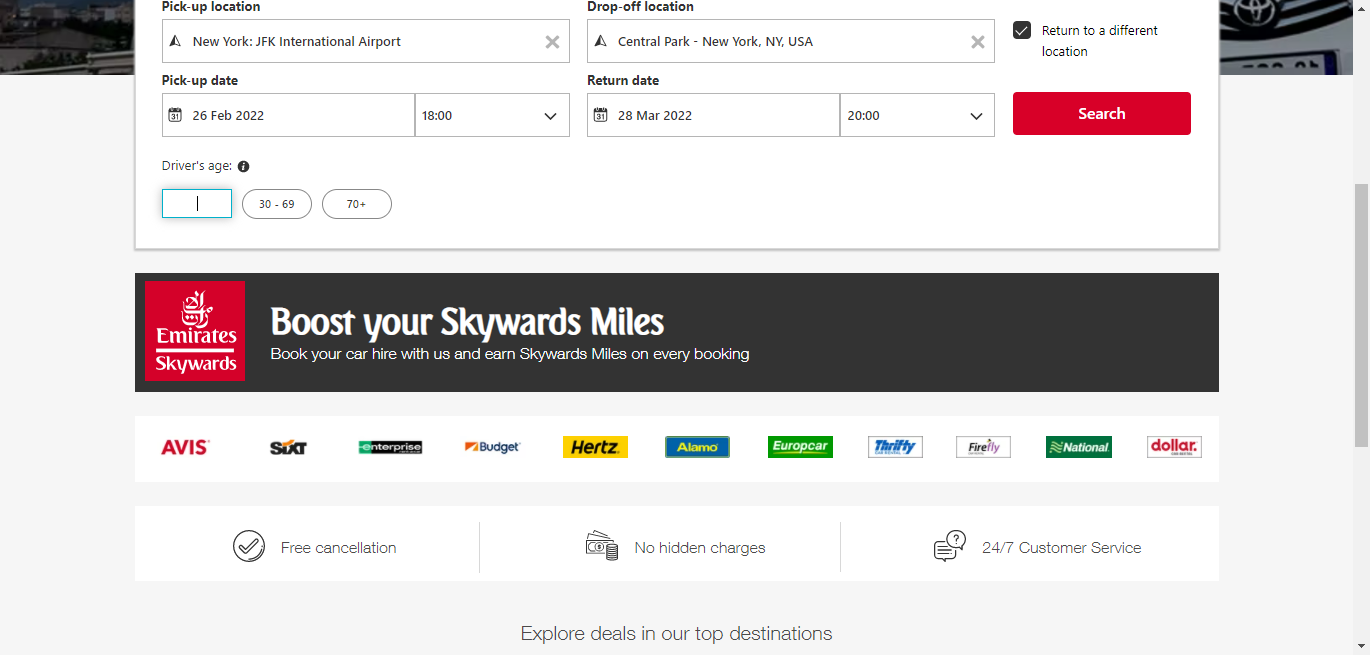 Pick-up location
Drop-off location
New York: JFK International Airport
Central Park - New York, NY, USA
Return to a different
location
Pick-up date
Return date
31
26 Feb 2022
18:00
31
28 Mar 2022
20:00
Search
Driver's age:
30 - 69
70+
Emirates
Skywards
Boost your Skywards Miles
Book your car hire with us and earn Skywards Miles on every booking
AVIS
SIXT
enterprise
Budget
Hertz
Alamo
Europcar
Thrifty
Firefly
National
dollar.
Free cancellation
No hidden charges
24/7 Customer Service
Explore deals in our top destinations